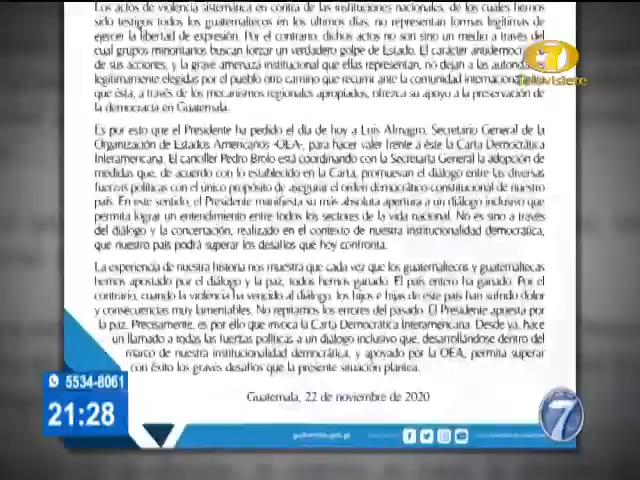 Los actos de violencia sistemática en contra de las instituciones nacionales, de los cuales hemos
sido testigos todos los guatemaltecos en los últimos días, no representan formas legítimas de
ejercer la libertad de expresión. Por el contrario, dichos actos no son sino un medio a través del
cual grupos minoritarios buscan forzar un verdadero golpe de Estado. El carácter
de sus acciones, y la grave amenaza institucional que ellas representan, no dejan a las
legítimamente elegidas por el pueblo otro camino que recurrir ante la comunidad
que ésta, a través de los mecanismos regionales apropiados, ofrezca su apoyo a la preservación de
la democracia en Guatemala.
7
Televisiete
Es por esto que el Presidente ha pedido el día de hoy a Luis Almagro, Secretario General de la
Organización de Estados Americanos -OEA-, para hacer valer frente a éste la Carta Democrática
Interamericana. El canciller Pedro Brolo está coordinando con la Secretaría General la adopción de
medidas que, de acuerdo con lo establecido en la Carta, promuevan el diálogo entre las diversas
fuerzas políticas con el único propósito de asegurar el orden democrático constitucional de nuestro
país. En este sentido, el Presidente manifiesta su más absoluta apertura a un diálogo inclusivo que
permita lograr un entendimiento entre todos los sectores de la vida nacional. No es sino a través
del diálogo y la concertación, realizado en el contexto de nuestra institucionalidad democrática,
que nuestro país podrá superar los desafíos que hoy confronta.
La experiencia de nuestra historia nos muestra que cada vez que los guatemaltecos y guatemaltecas
hemos apostado por el diálogo y la paz, todos hemos ganado. El país entero ha ganado. Por el
contrario, cuando la violencia ha vencido al diálogo, los hijos e hijas de este país han sufrido dolor
y consecuencias muy lamentables. No repitamos los errores del pasado. El Presidente apuesta por
la paz. Precisamente, es por ello que invoca la Carta Democrática Interamericana. Desde ya, hace
un llamado a todas las fuerzas políticas a un diálogo inclusivo que, desarrollándose dentro del
marco de nuestra institucionalidad democrática, y apoyado por la OEA, permita superar
con éxito los graves desafíos que la presente situación plantea.
Guatemala, 22 de noviembre de 2020
5534-8061
21:28
guatemala.gob.gt
7